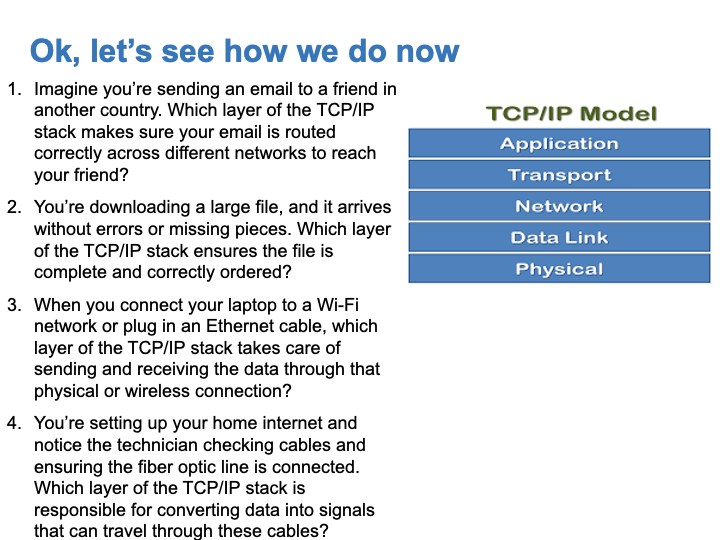 Ok, let’s see how we do now
1. Imagine you’re sending an email to a friend in
another country. Which layer of the TCP/IP
stack makes sure your email is routed
correctly across different networks to reach
your friend?
2. You’re downloading a large file, and it arrives
without errors or missing pieces. Which layer
of the TCP/IP stack ensures the file is
complete and correctly ordered?
3. When you connect your laptop to a Wi-Fi
network or plug in an Ethernet cable, which
layer of the TCP/IP stack takes care of
sending and receiving the data through that
physical or wireless connection?
4. You’re setting up your home internet and
notice the technician checking cables and
ensuring the fiber optic line is connected.
Which layer of the TCP/IP stack is
responsible for converting data into signals
that can travel through these cables?
TCP/IP Model
Application
Transport
Network
Data Link
Physical